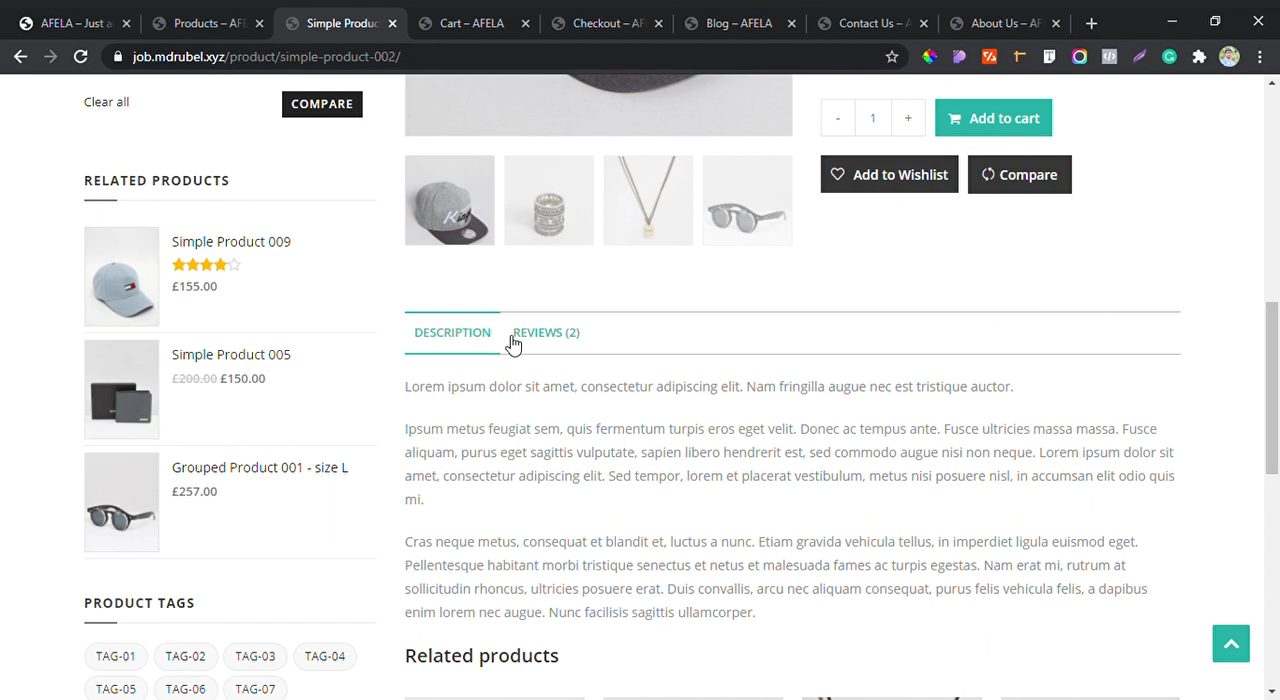 AFELA – Just a
Products – AFE
Simple Produc
Cart – AFELA
Checkout – AF
Blog – AFELA
Contact Us – A
About Us – AF
job.mdrubel.xyz/product/simple-product-002/
Clear all
COMPARE
RELATED PRODUCTS
Simple Product 009
£155.00
Simple Product 005
£200.00 £150.00
Grouped Product 001 - size L
£257.00
PRODUCT TAGS
TAG-01 TAG-02 TAG-03 TAG-04
TAG-05 TAG-06 TAG-07
King
- 1 + Add to cart
Add to Wishlist Compare
DESCRIPTION REVIEWS (2)
Lorem ipsum dolor sit amet, consectetur adipiscing elit. Nam fringilla augue nec est tristique auctor.
Ipsum metus feugiat sem, quis fermentum turpis eros eget velit. Donec ac tempus ante. Fusce ultricies massa massa. Fusce
aliquam, purus eget sagittis vulputate, sapien libero hendrerit est, sed commodo augue nisi non neque. Lorem ipsum dolor sit
amet, consectetur adipiscing elit. Sed tempor, lorem et placerat vestibulum, metus nisi posuere nisl, in accumsan elit odio quis
mi.
Cras neque metus, consequat et blandit et, luctus a nunc. Etiam gravida vehicula tellus, in imperdiet ligula euismod eget.
Pellentesque habitant morbi tristique senectus et netus et malesuada fames ac turpis egestas. Nam erat mi, rutrum at
sollicitudin rhoncus, ultricies posuere erat. Duis convallis, arcu nec aliquam consequat, purus felis vehicula felis, a dapibus
enim lorem nec augue. Nunc facilisis sagittis ullamcorper.
Related products